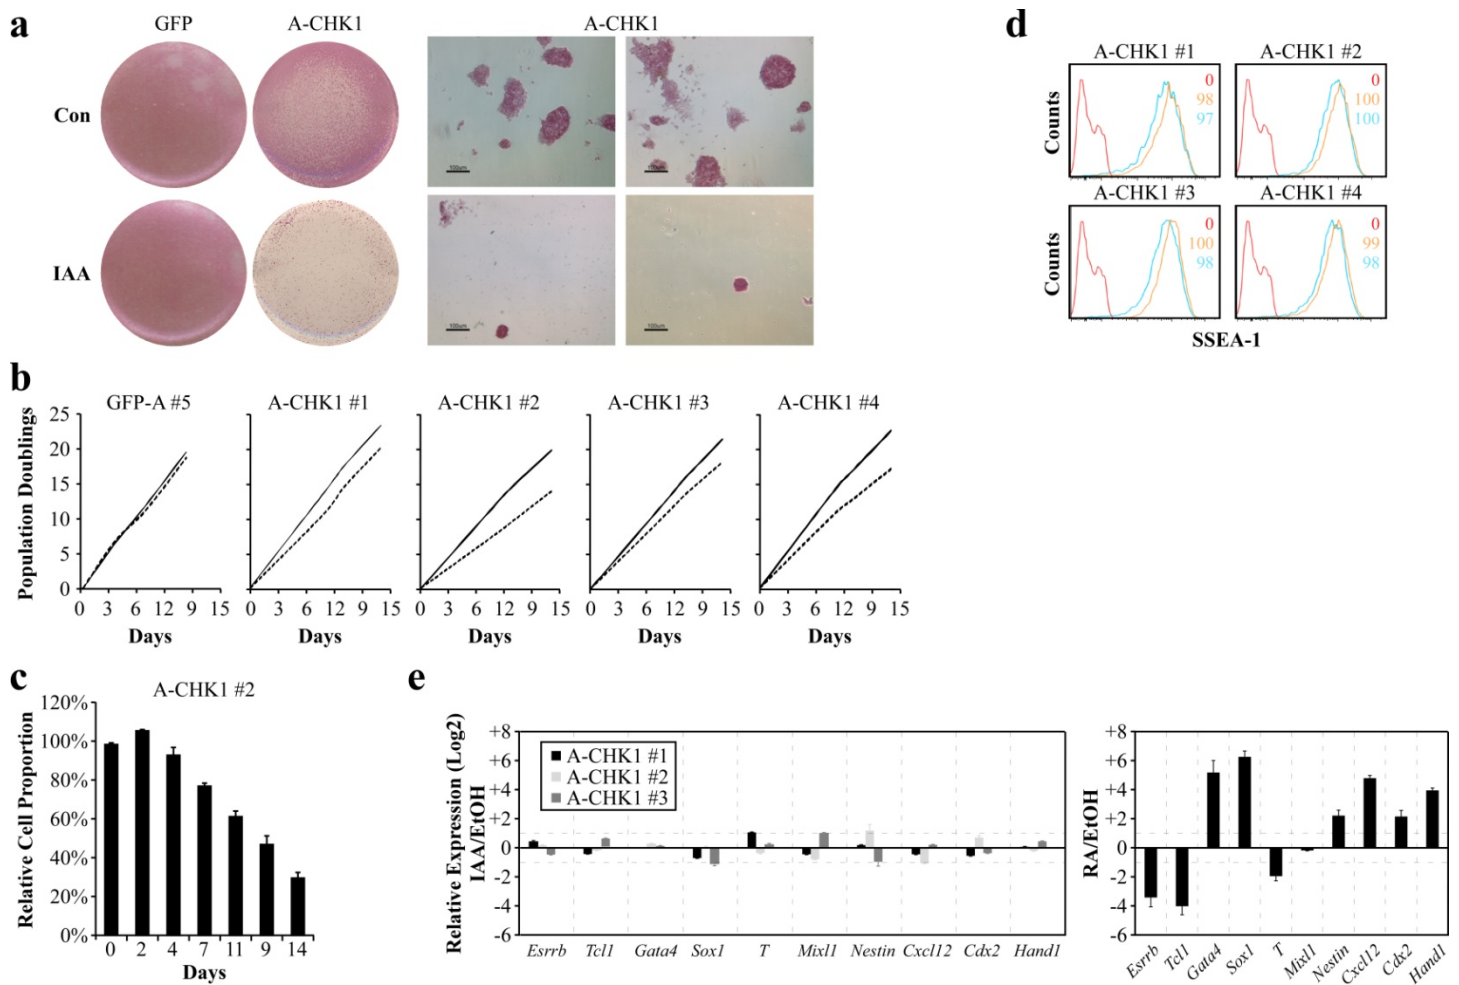 a
GFP
A-CHK1
A-CHK1
Con
IAA
100um
100um
100um
100um
d
A-CHK1 #1
A-CHK1 #2
Counts
0
98
97
0
100
100
A-CHK1 #3
A-CHK1 #4
Counts
0
100
98
0
99
98
SSEA-1
b
GFP-A #5
A-CHK1 #1
A-CHK1 #2
A-CHK1 #3
A-CHK1 #4
Population Doublings
25
20
15
10
5
0
0 3 6 12 9 15
0 3 6 12 9 15
0 3 6 12 9 15
0 3 6 12 9 15
0 3 6 12 9 15
Days
Days
Days
Days
Days
c
A-CHK1 #2
Relative Cell Proportion
120%
100%
80%
60%
40%
20%
0%
0 2 4 7 11 9 14
Days
e
Relative Expression (Log2)
IAA/EtOH
+8
+6
+4
+2
0
-2
-4
-6
A-CHK1 #1
A-CHK1 #2
A-CHK1 #3
Esrrb Tcl1 Gata4 Sox1 T Mixl1 Nestin Cxcl12 Cdx2 Hand1
RA/EtOH
+8
+6
+4
+2
0
-2
-4
-6
Esrrb Tcl1 Gata4 Sox1 T Mixl1 Nestin Cxcl12 Cdx2 Hand1